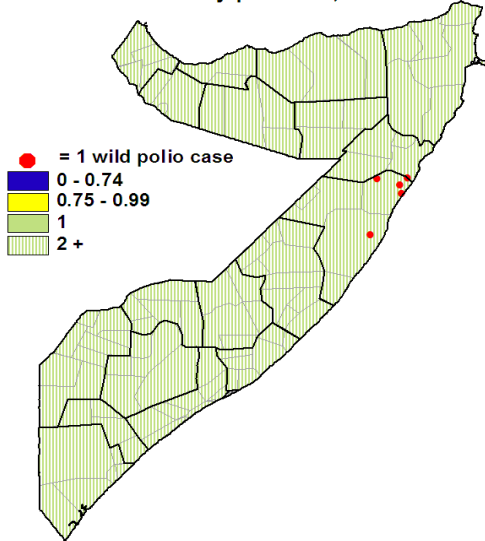 = 1 wild polio case
0 - 0.74
0.75 - 0.99
1
2 +